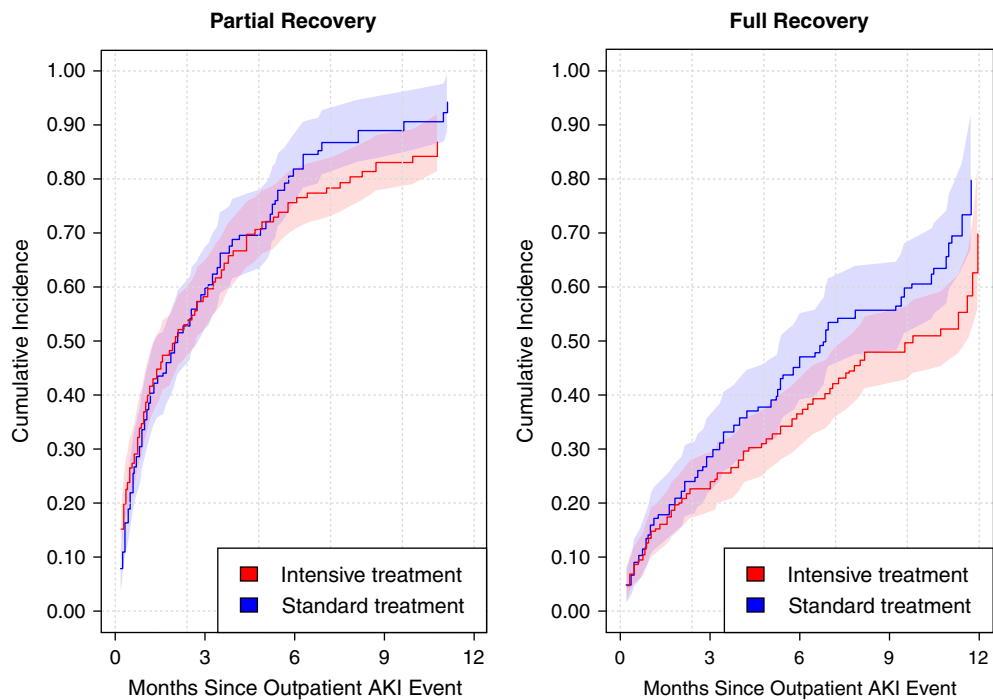 Partial Recovery
Cumulative Incidence
1.00
0.90
0.80
0.70
0.60
0.50
0.40
0.30
0.20
0.10
0.00
Intensive treatment
Standard treatment
0 3 6 9 12
Months Since Outpatient AKI Event
Full Recovery
Cumulative Incidence
1.00
0.90
0.80
0.70
0.60
0.50
0.40
0.30
0.20
0.10
0.00
Intensive treatment
Standard treatment
0 3 6 9 12
Months Since Outpatient AKI Event